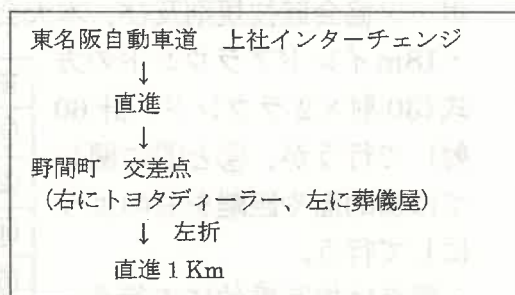 東名阪自動車道　上社インターチェンジ
↓
直進
↓
野間町　交差点
（右にトヨタディーラー、左に葬儀屋）
↓　左折
直進１Km